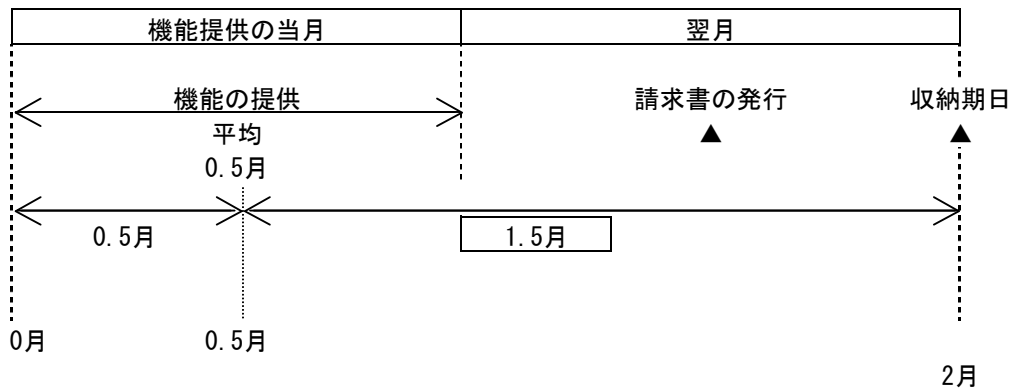 機能提供の当月 翌月
機能の提供 請求書の発行 収納期日
平均 ▲ ▲
0.5月
0.5月 1.5月
0月 0.5月
2月